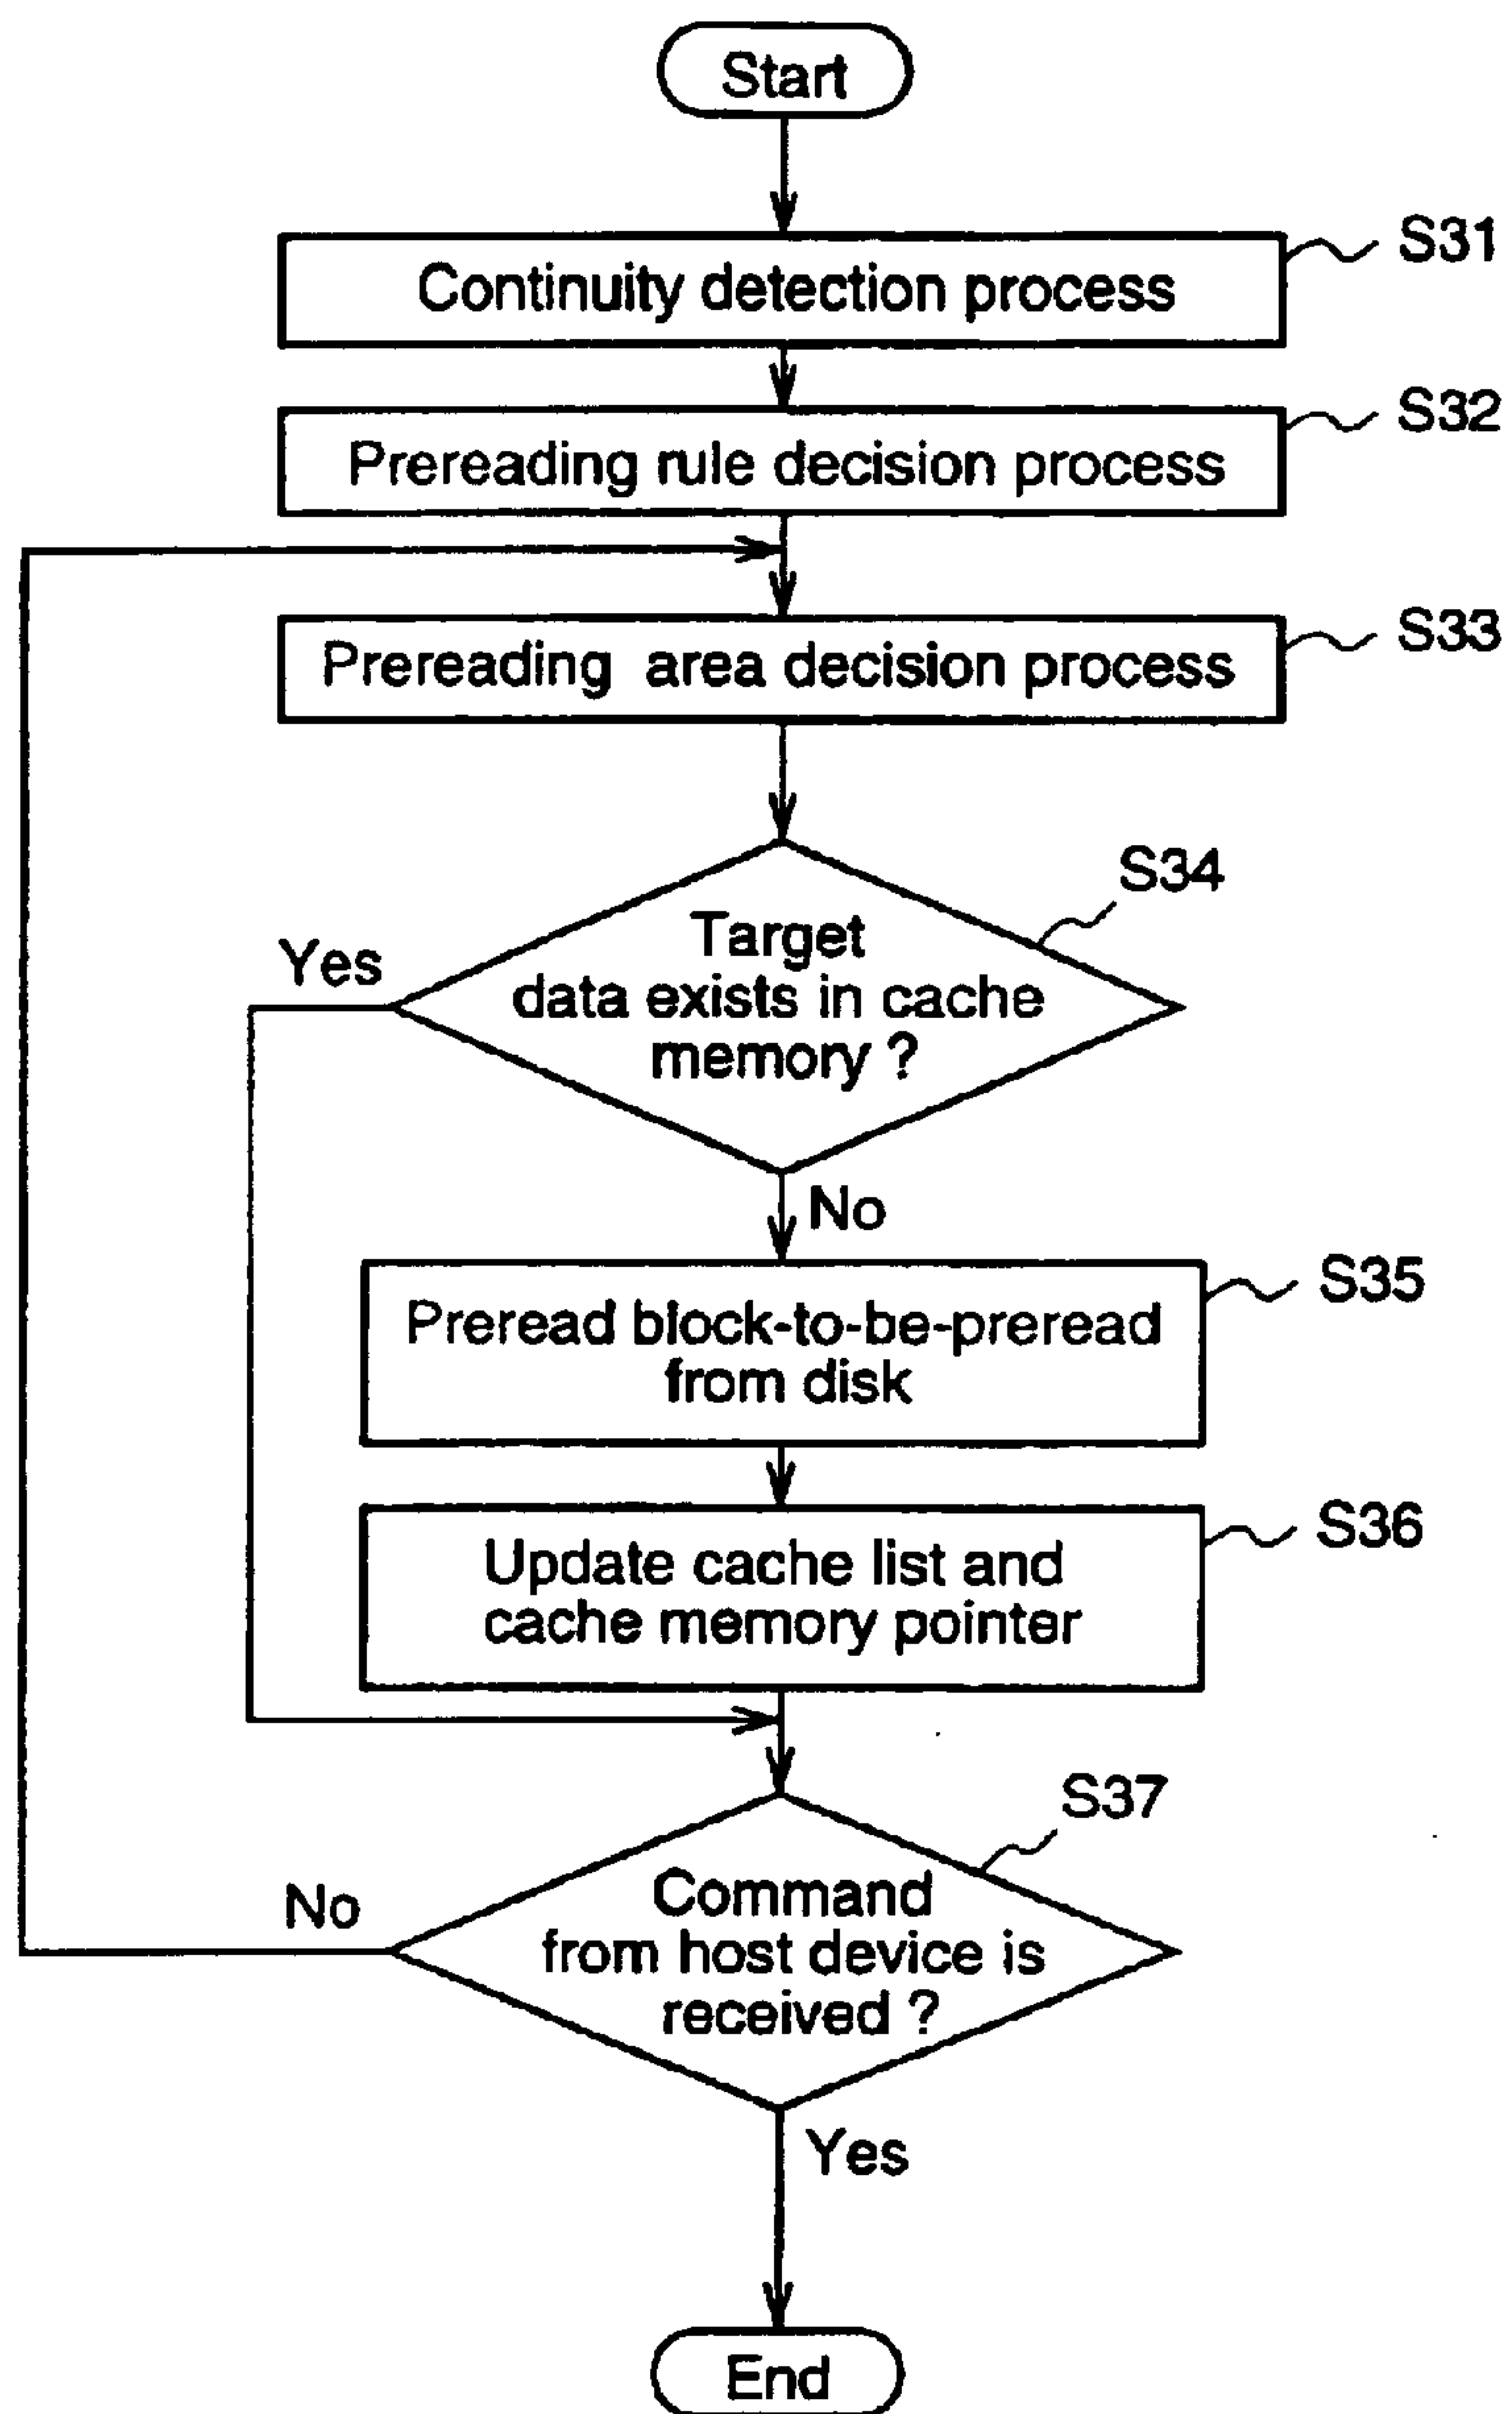 Start
S31
Continuity detection process
S32
Prereading rule decision process
S33
Prereading area decision process
S34
Yes
Target
data exists in cache
memory ?
No
S35
Preread block-to-be-preread
from disk
S36
Update cache list and
cache memory pointer
S37
No
Command
from host device is
received ?
Yes
End